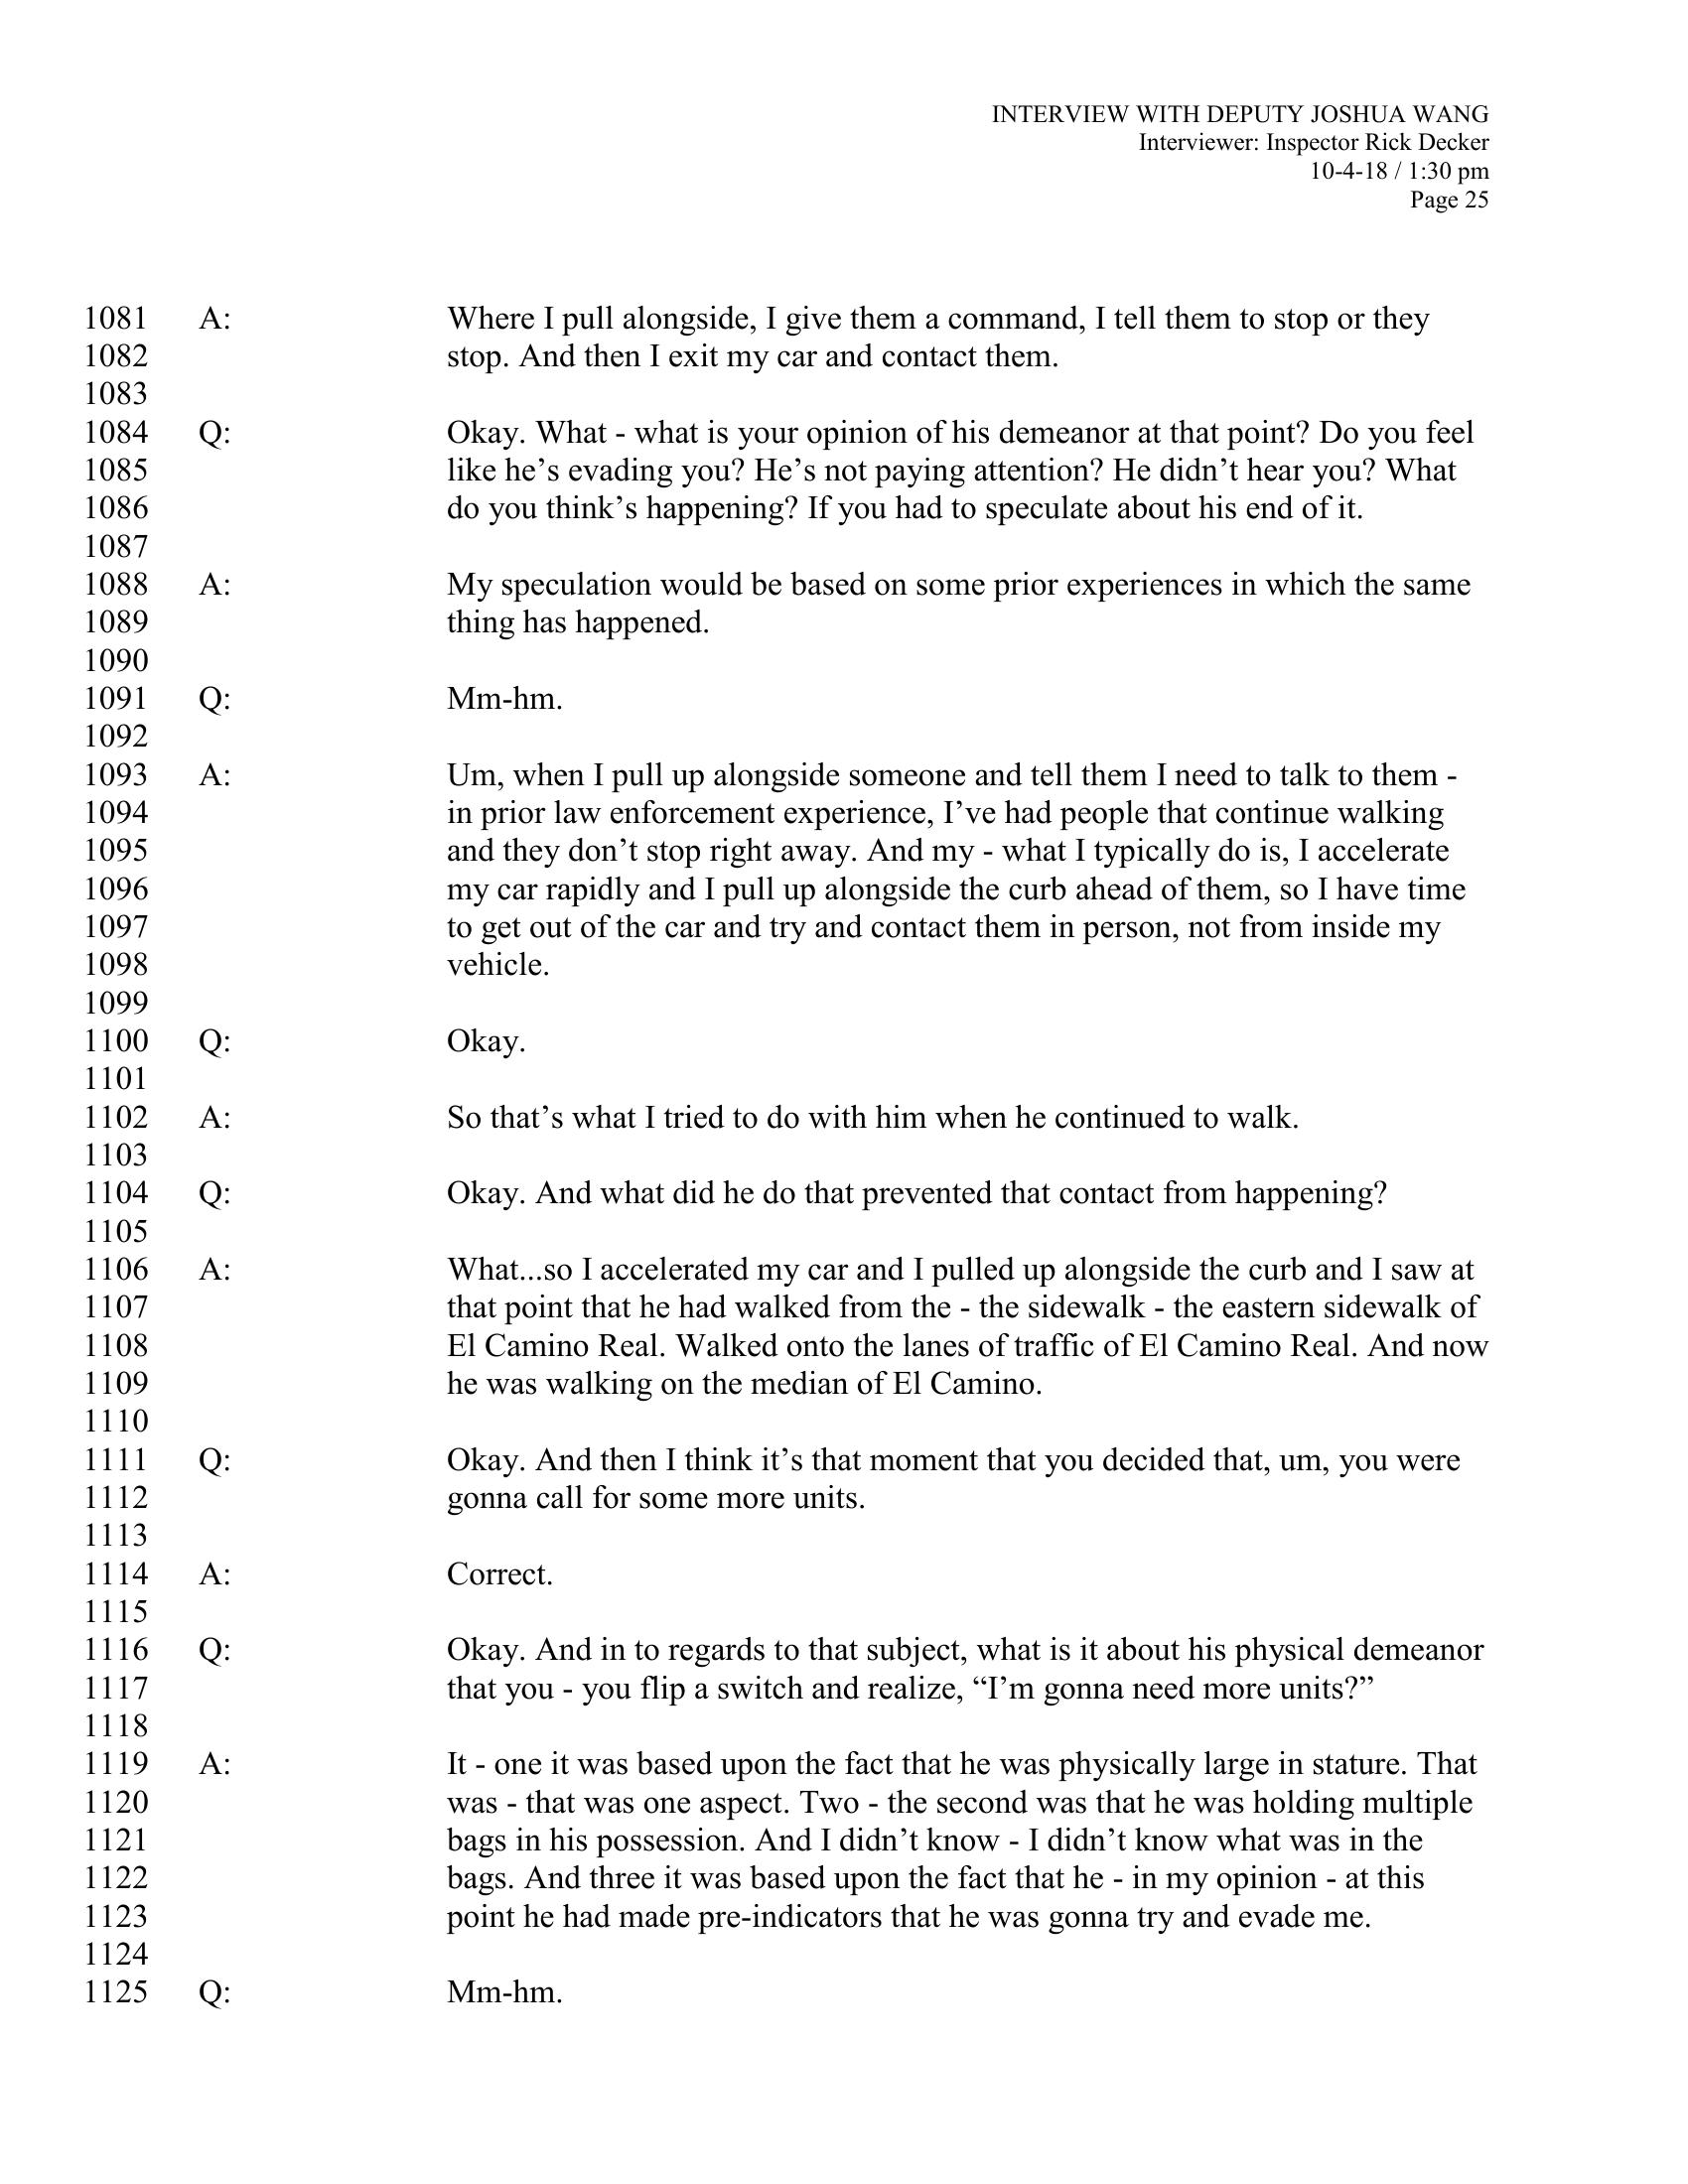 INTERVIEW WITH DEPUTY JOSHUA WANG
Interviewer: Inspector Rick Decker
10-4-18 / 1:30 pm
Page 25
1081 A: Where I pull alongside, I give them a command, I tell them to stop or they
1082 stop. And then I exit my car and contact them.
1083
1084 Q: Okay. What - what is your opinion of his demeanor at that point? Do you feel
1085 like he’s evading you? He’s not paying attention? He didn’t hear you? What
1086 do you think’s happening? If you had to speculate about his end of it.
1087
1088 A: My speculation would be based on some prior experiences in which the same
1089 thing has happened.
1090
1091 Q: Mm-hm.
1092
1093 A: Um, when I pull up alongside someone and tell them I need to talk to them -
1094 in prior law enforcement experience, I’ve had people that continue walking
1095 and they don’t stop right away. And my - what I typically do is, I accelerate
1096 my car rapidly and I pull up alongside the curb ahead of them, so I have time
1097 to get out of the car and try and contact them in person, not from inside my
1098 vehicle.
1099
1100 Q: Okay.
1101
1102 A: So that’s what I tried to do with him when he continued to walk.
1103
1104 Q: Okay. And what did he do that prevented that contact from happening?
1105
1106 A: What...so I accelerated my car and I pulled up alongside the curb and I saw at
1107 that point that he had walked from the - the sidewalk - the eastern sidewalk of
1108 El Camino Real. Walked onto the lanes of traffic of El Camino Real. And now
1109 he was walking on the median of El Camino.
1110
1111 Q: Okay. And then I think it’s that moment that you decided that, um, you were
1112 gonna call for some more units.
1113
1114 A: Correct.
1115
1116 Q: Okay. And in to regards to that subject, what is it about his physical demeanor
1117 that you - you flip a switch and realize, “I’m gonna need more units?”
1118
1119 A: It - one it was based upon the fact that he was physically large in stature. That
1120 was - that was one aspect. Two - the second was that he was holding multiple
1121 bags in his possession. And I didn’t know - I didn’t know what was in the
1122 bags. And three it was based upon the fact that he - in my opinion - at this
1123 point he had made pre-indicators that he was gonna try and evade me.
1124
1125 Q: Mm-hm.